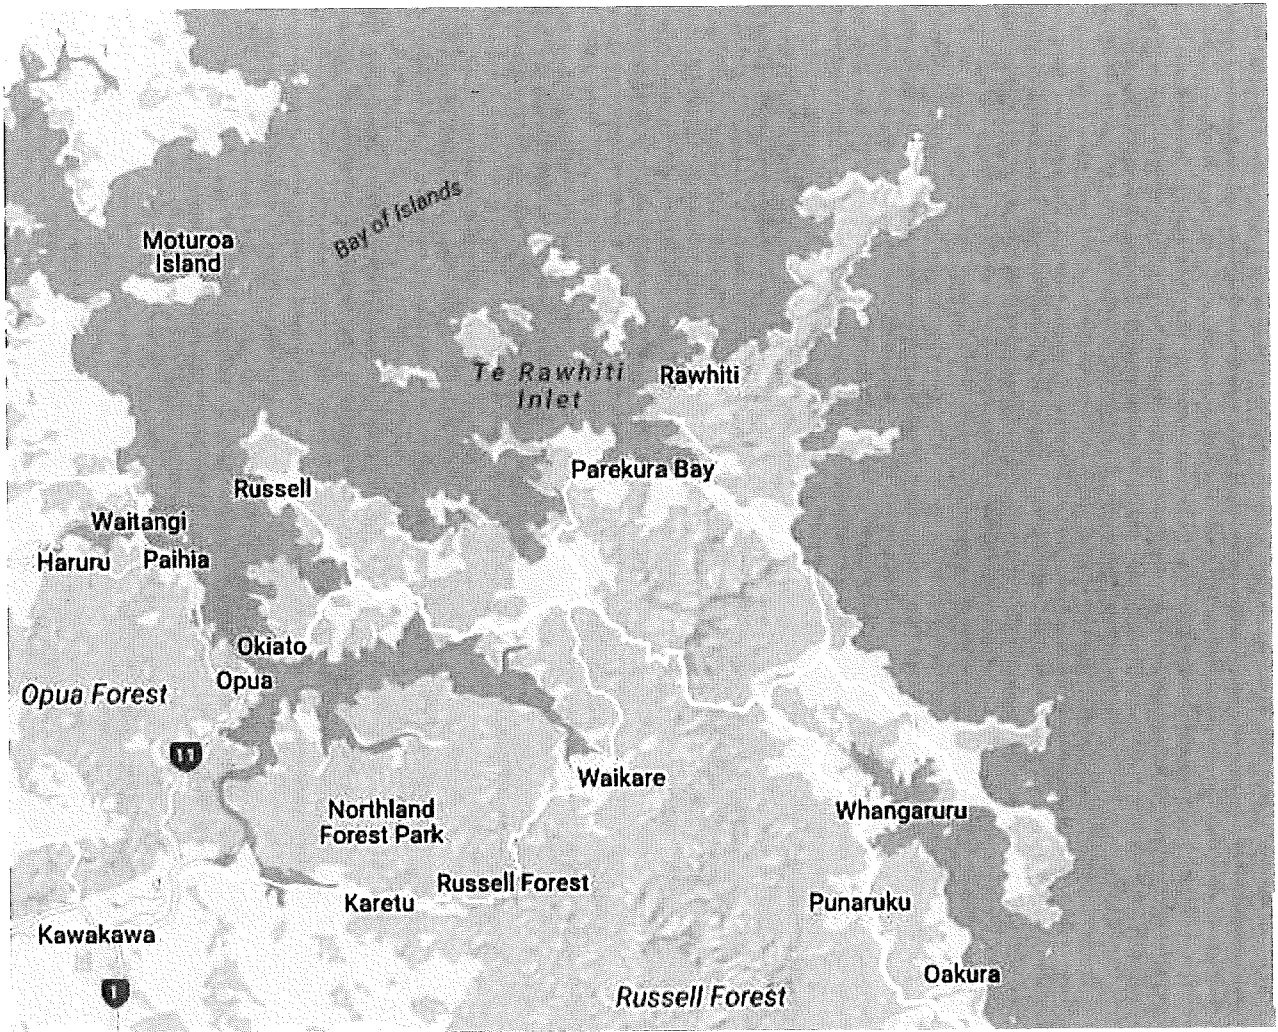 Bay of Islands
Moturoa
Island
Te Rawhiti
Inlet
Rawhiti
Parekura Bay
Russell
Waitangi
Haruru
Paihia
Okiato
Opua
Opua Forest
11
Waikare
Northland
Forest Park
Whangaruru
Russell Forest
Karetu
Punaruku
Kawakawa
Oakura
1
Russell Forest